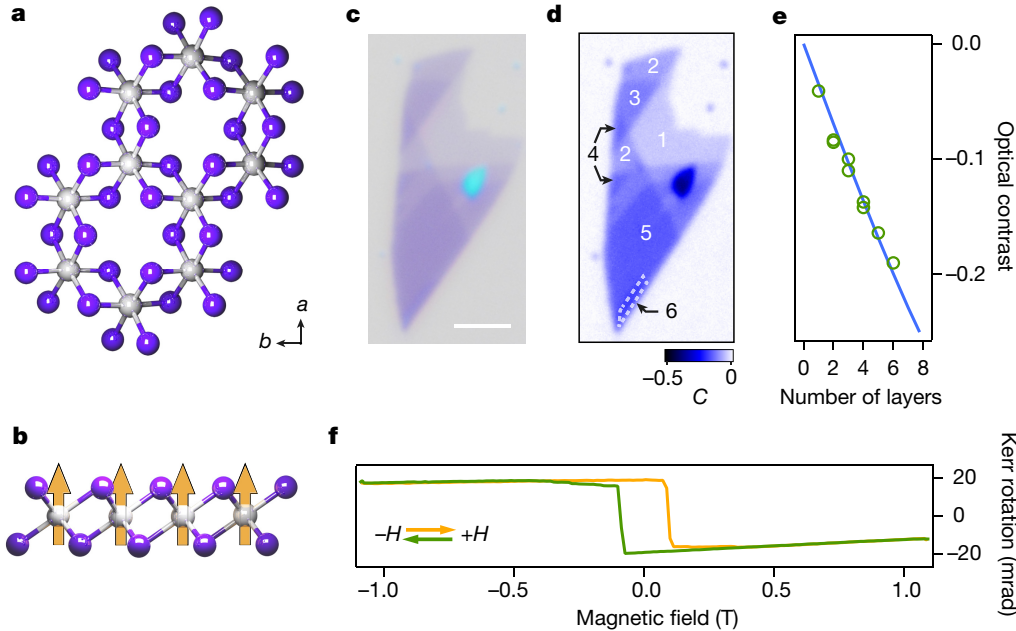 a
a
b
b
c
d
2
3
1
4
2
5
6
−0.5
0
C
e
0.0
−0.1
−0.2
Optical contrast
0 2 4 6 8
Number of layers
f
−H +H
20
0
−20
Kerr rotation (mrad)
−1.0 −0.5 0.0 0.5 1.0
Magnetic field (T)